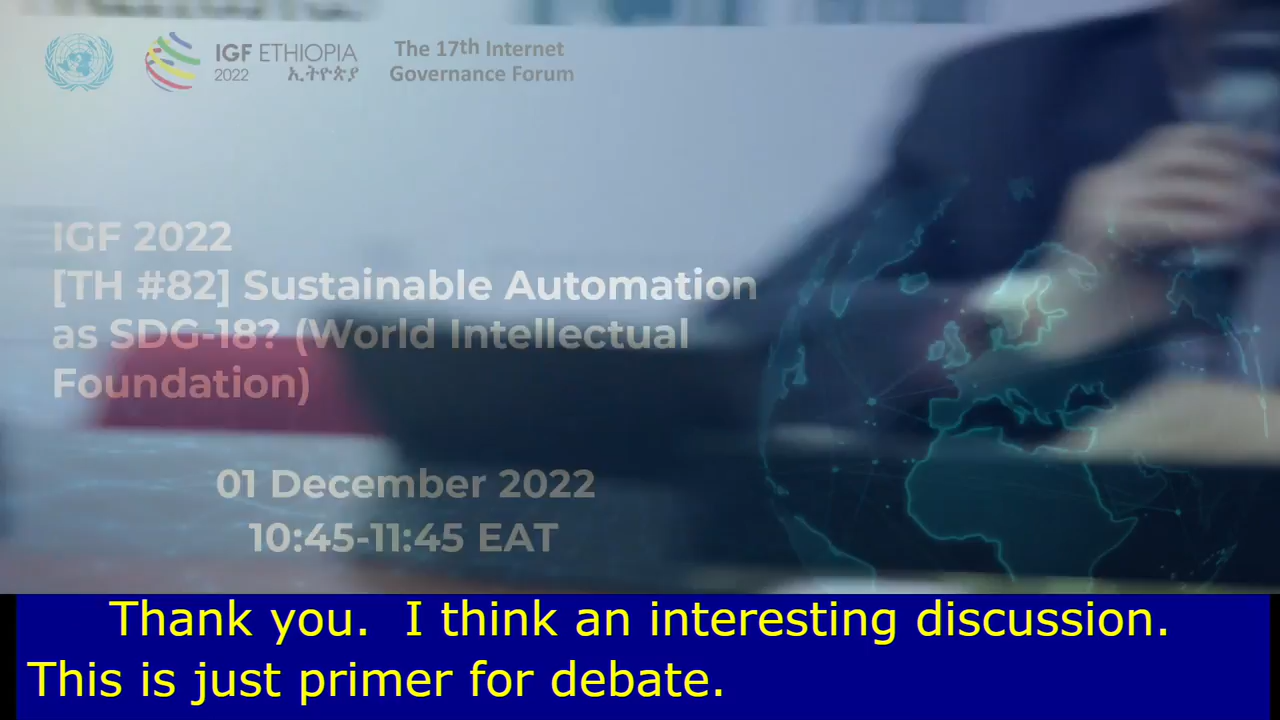 IGF ETHIOPIA
2022 ኢትዮጵያ
The 17th Internet
Governance Forum
IGF 2022
[TH #82] Sustainable Automation
as SDG-18? (World Intellectual
Foundation)
01 December 2022
10:45-11:45 EAT
Thank you.  I think an interesting discussion.
This is just primer for debate.